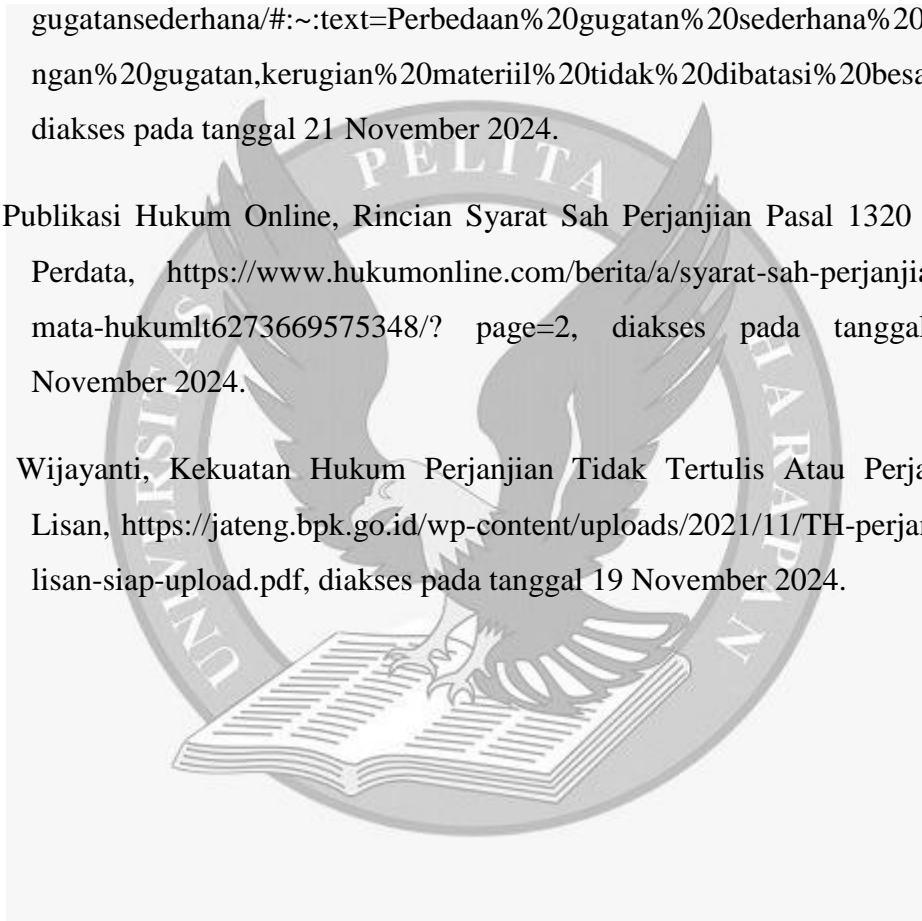 gugatansederhana/#:~:text=Perbedaan%20gugatan%20sederhana%20
ngan%20gugatan,kerugian%20materiil%20tidak%20dibatasi%20besa
diakses pada tanggal 21 November 2024.
Publikasi Hukum Online, Rincian Syarat Sah Perjanjian Pasal 1320
Perdata, https://www.hukumonline.com/berita/a/syarat-sah-perjanjia
mata-hukumlt6273669575348/? page=2, diakses pada tanggal
November 2024.
Wijayanti, Kekuatan Hukum Perjanjian Tidak Tertulis Atau Perja
Lisan, https://jateng.bpk.go.id/wp-content/uploads/2021/11/TH-perjan
lisan-siap-upload.pdf, diakses pada tanggal 19 November 2024.
UNIVERSITAS PELITA HARAPAN